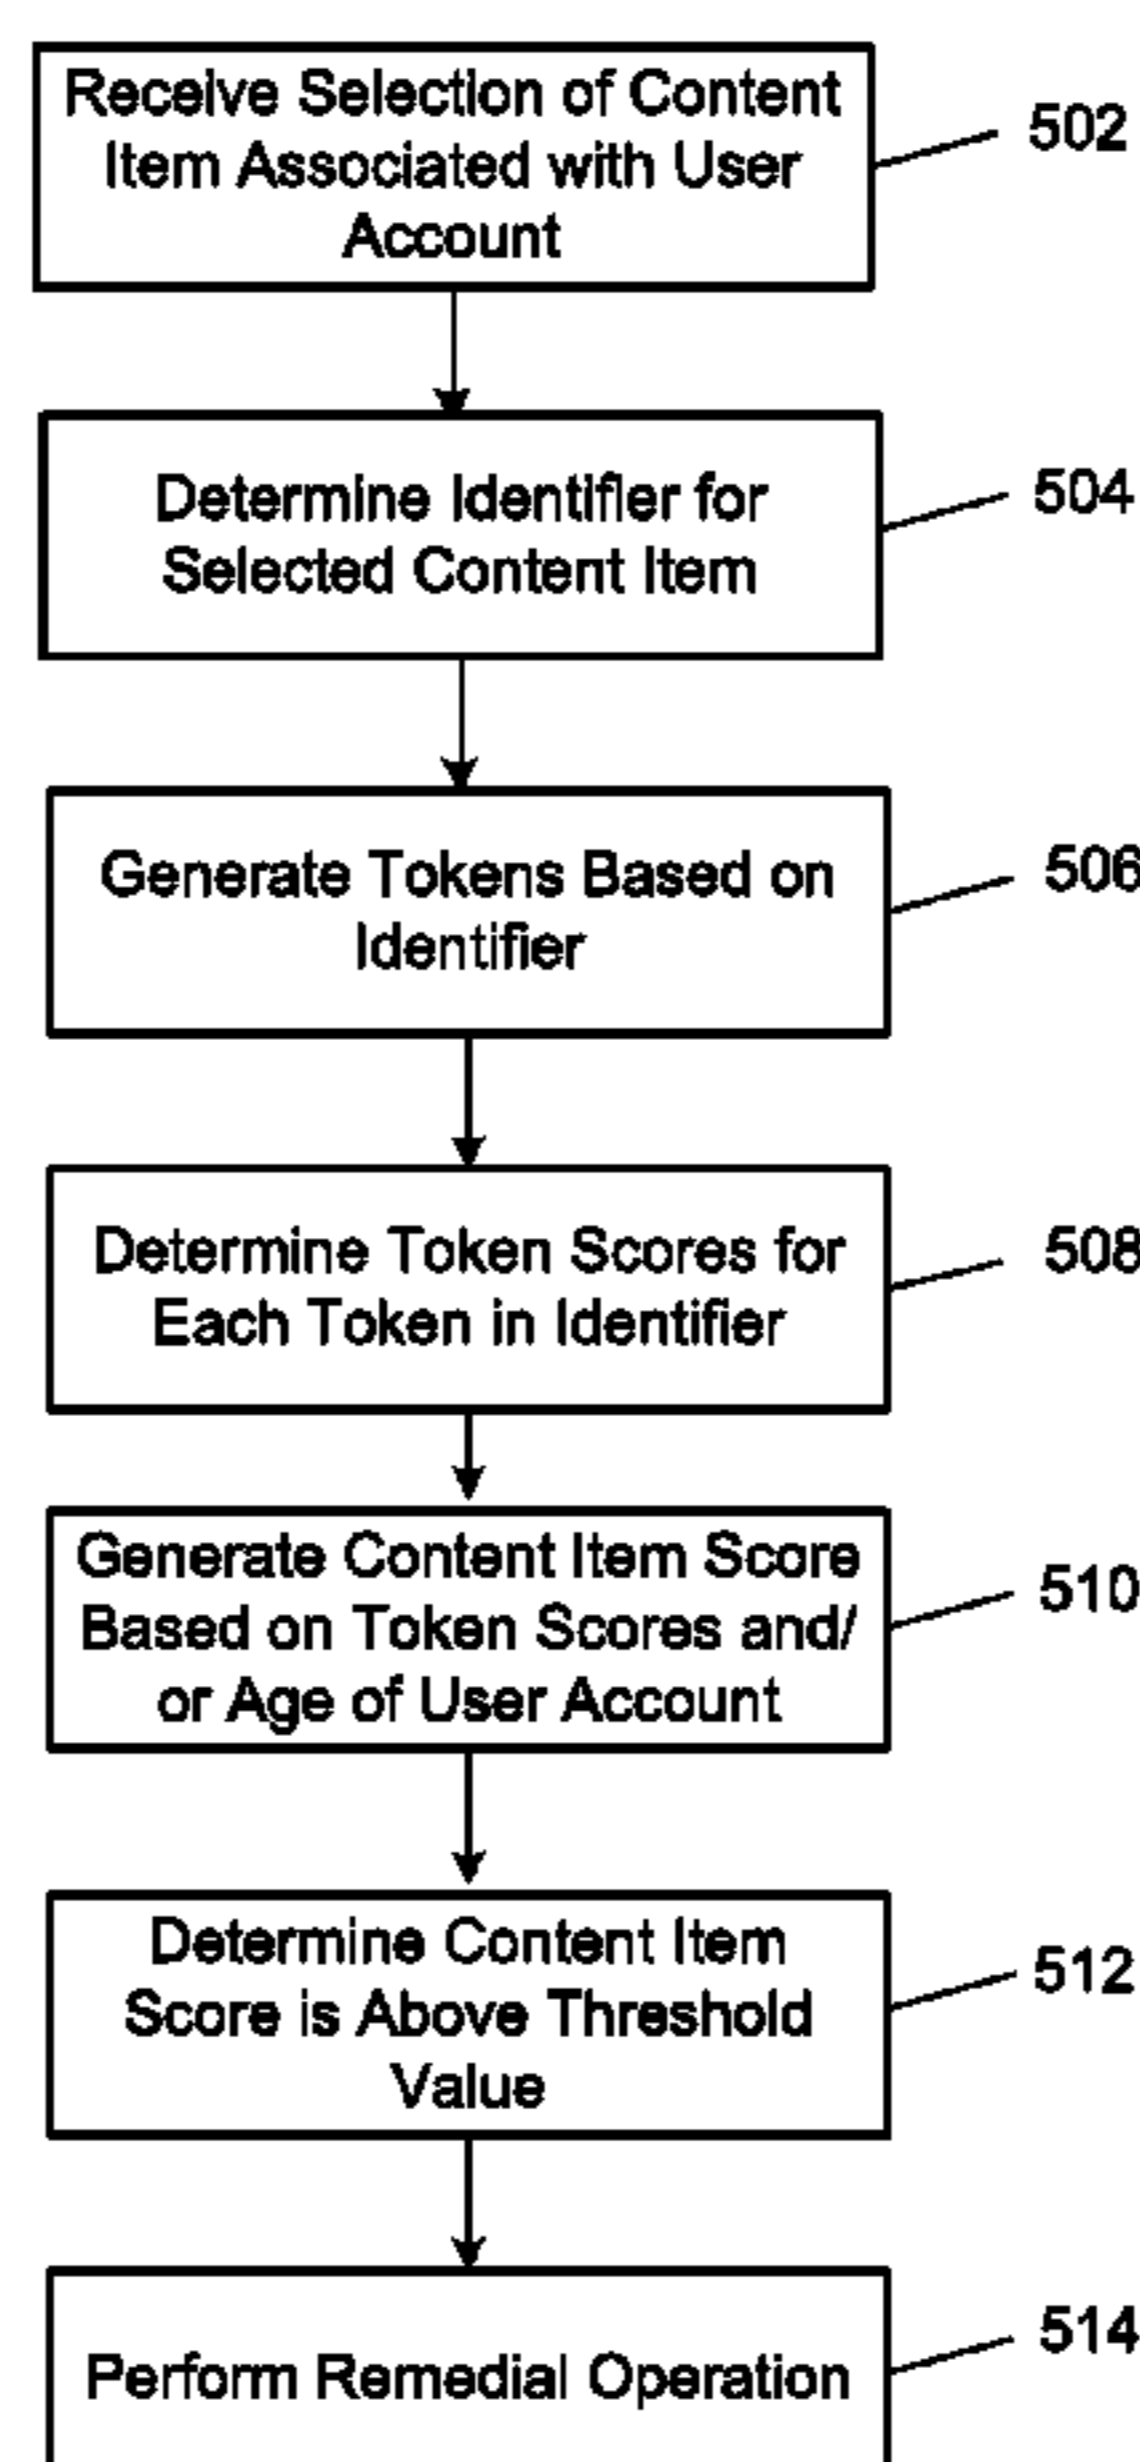 Receive Selection of Content
Item Associated with User
Account
502
Determine Identifier for
Selected Content Item
504
Generate Tokens Based on
Identifier
506
Determine Token Scores for
Each Token in Identifier
508
Generate Content Item Score
Based on Token Scores and/
or Age of User Account
510
Determine Content Item
Score is Above Threshold
Value
512
Perform Remedial Operation
514